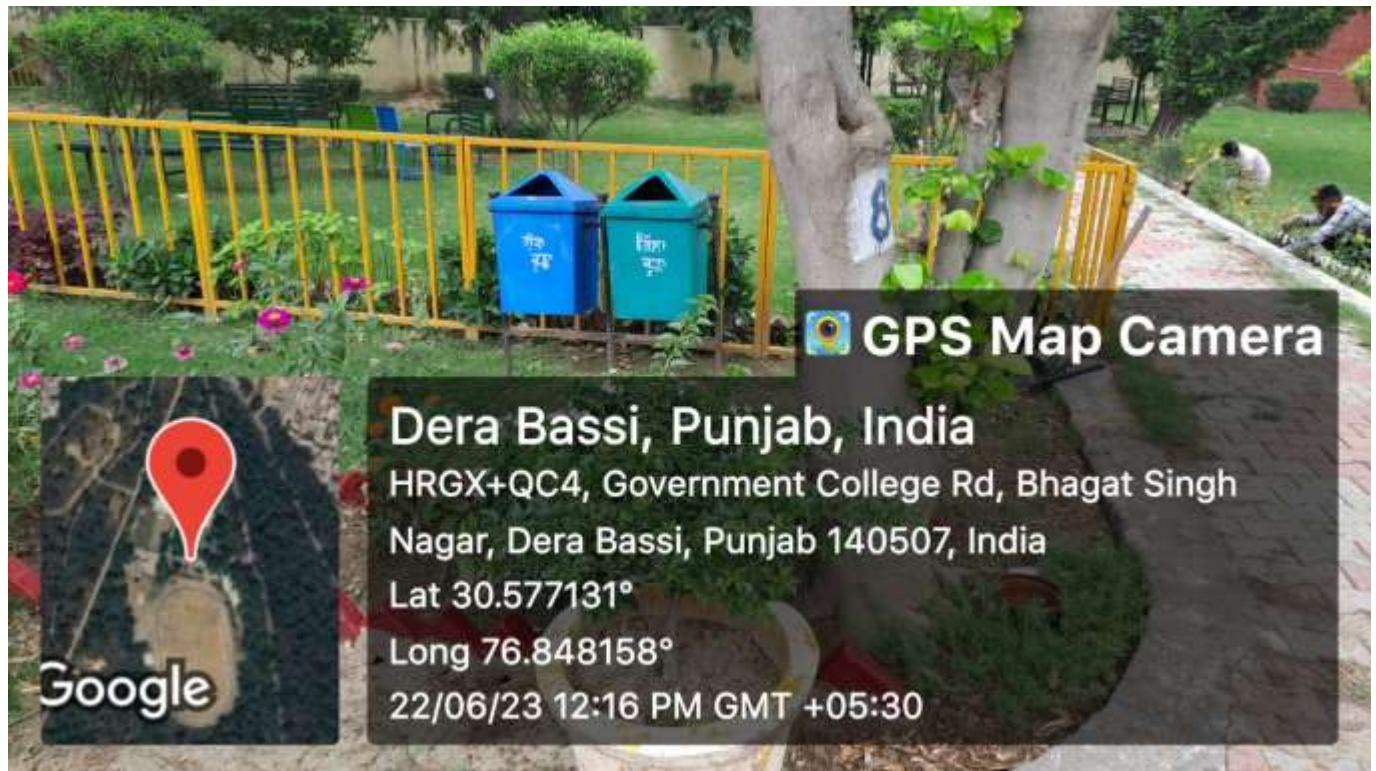 ਸੁੱਕਾ
ਕੂੜਾ
ਗਿੱਲਾ
ਕੂੜਾ
8
GPS Map Camera
Dera Bassi, Punjab, India
HRGX+QC4, Government College Rd, Bhagat Singh
Nagar, Dera Bassi, Punjab 140507, India
Lat 30.577131°
Long 76.848158°
22/06/23 12:16 PM GMT +05:30
Google